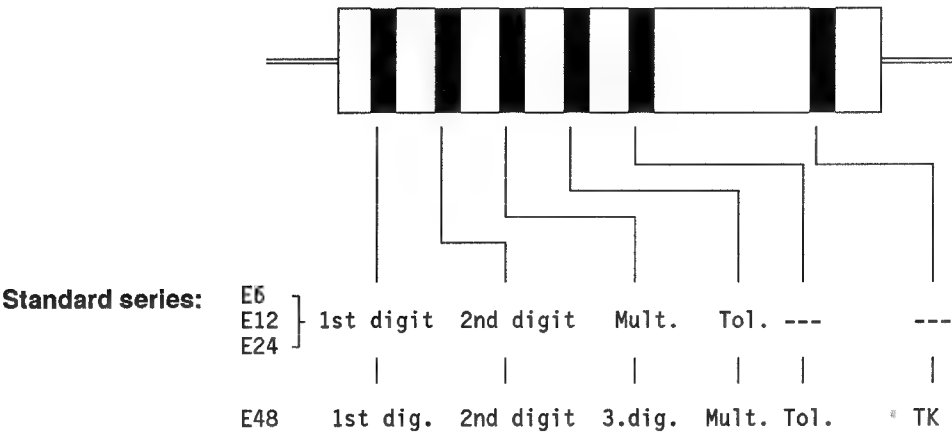 Standard series:
E6
E12 1st digit 2nd digit Mult. Tol. --- ---
E24
E48 1st dig. 2nd digit 3.dig. Mult. Tol. TK